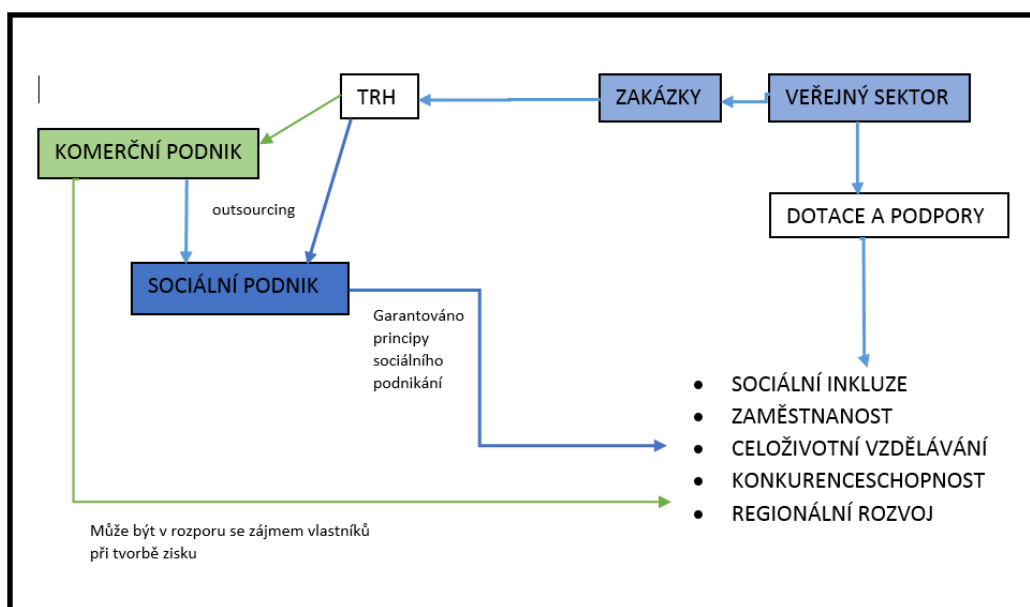 TRH
ZAKÁZKY
VEŘEJNÝ SEKTOR
KOMERČNÍ PODNIK
outsourcing
DOTACE A PODPORY
SOCIÁLNÍ PODNIK
Garantováno
principy
sociálního
podnikání
• SOCIÁLNÍ INKLUZE
• ZAMĚSTNANOST
• CELOŽIVOTNÍ VZDĚLÁVÁNÍ
• KONKURENCESCHOPNOST
• REGIONÁLNÍ ROZVOJ
Může být v rozporu se zájmem vlastníků
při tvorbě zisku